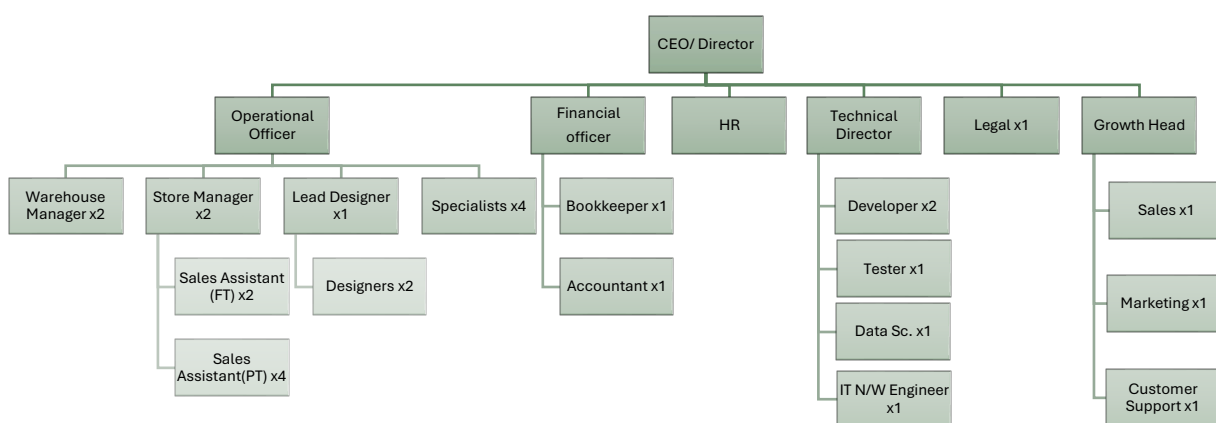 CEO/ Director
Operational
Officer
Financial
officer
HR
Technical
Director
Legal x1
Growth Head
Warehouse
Manager x2
Store Manager
x2
Lead Designer
x1
Specialists x4
Bookkeeper x1
Developer x2
Sales x1
Sales Assistant
(FT) x2
Designers x2
Accountant x1
Tester x1
Marketing x1
Sales
Assistant(PT) x4
Data Sc. x1
IT N/W Engineer
x1
Customer
Support x1